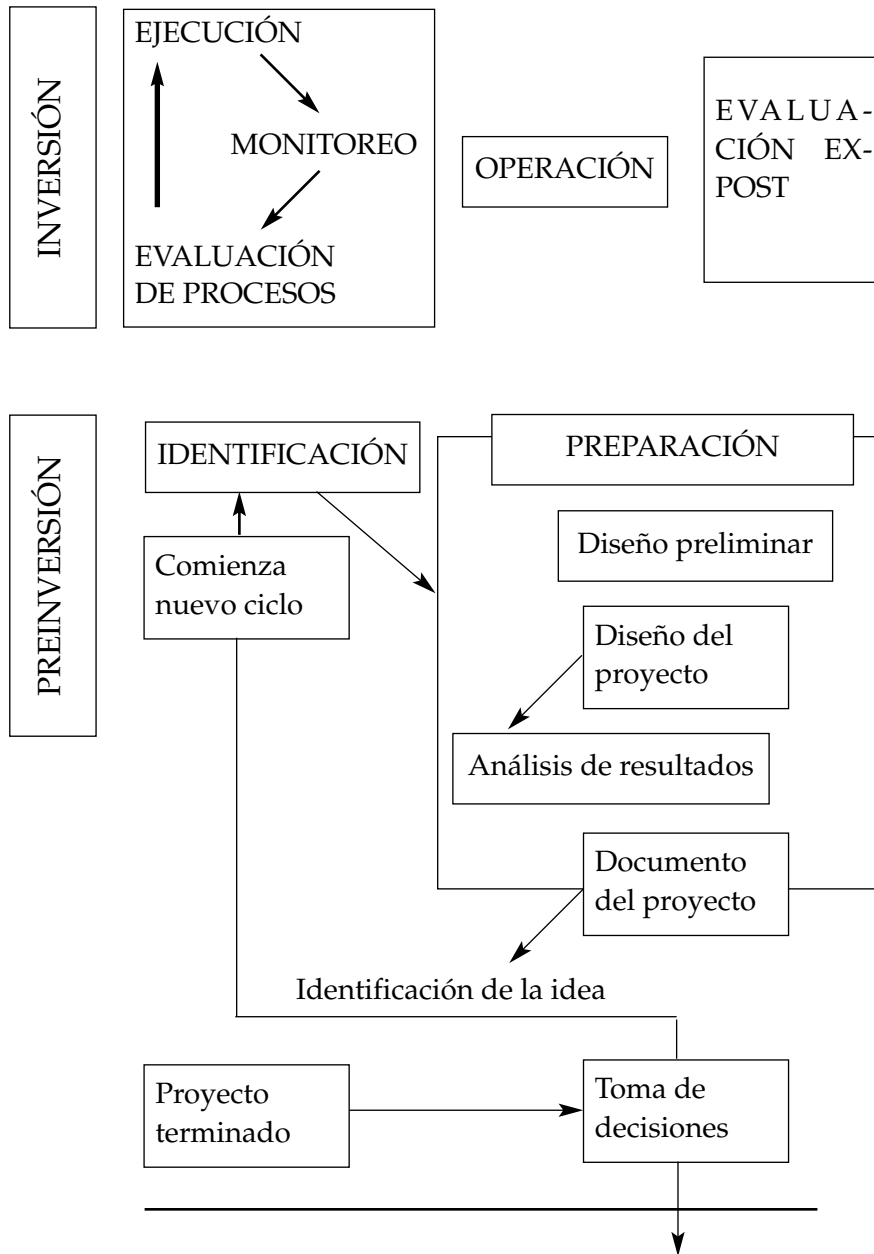 INVERSIÓN
EJECUCIÓN
MONITOREO
EVALUACIÓN
DE PROCESOS
OPERACIÓN
EVALUA-
CIÓN EX-
POST
PREINVERSIÓN
IDENTIFICACIÓN
Comienza
nuevo ciclo
PREPARACIÓN
Diseño preliminar
Diseño del
proyecto
Análisis de resultados
Documento
del proyecto
Identificación de la idea
Proyecto
terminado
Toma de
decisiones